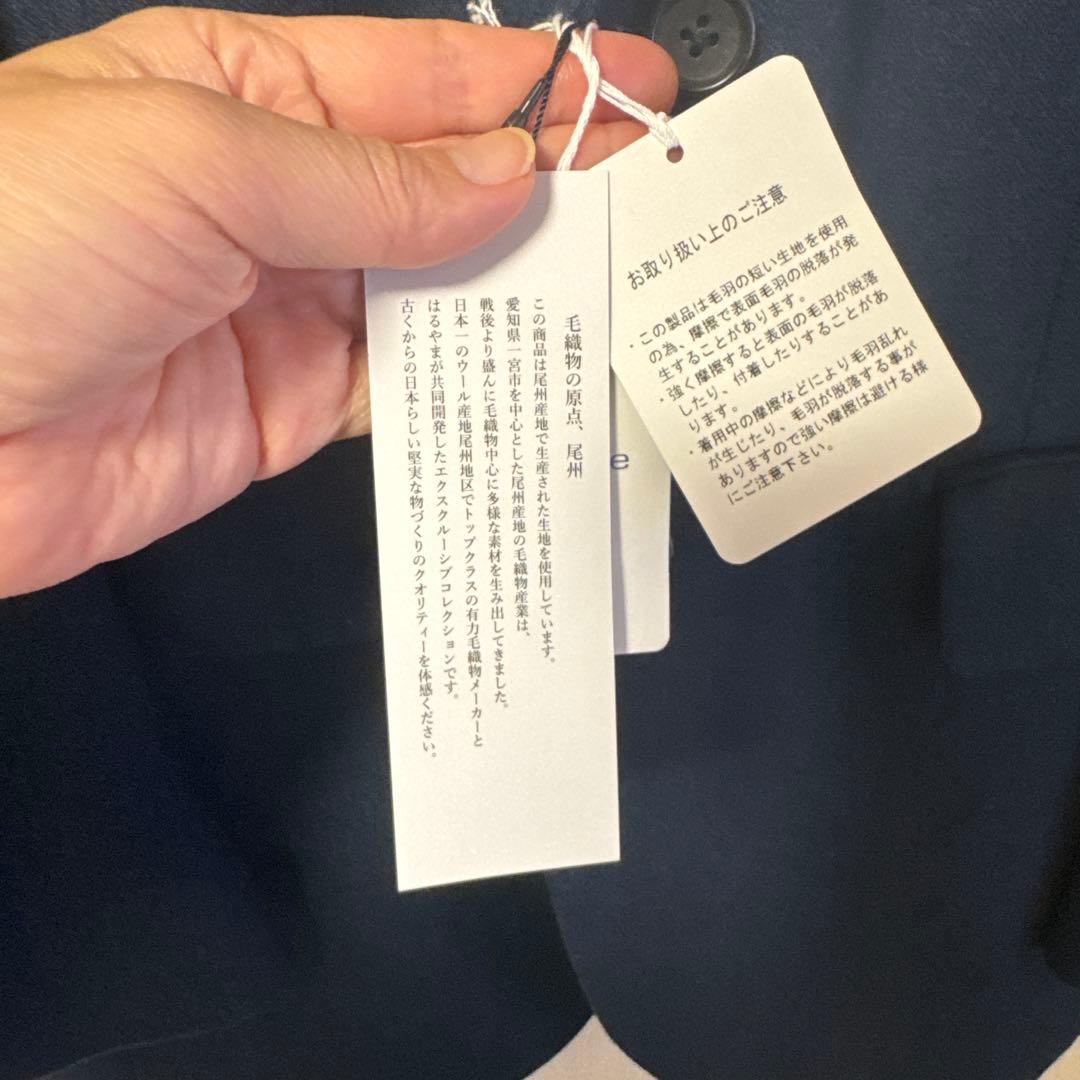 毛織物の原点、尾州
この商品は尾州産地で生産された生地を使用しています。
愛知県一宮市を中心とした尾州産地の毛織物産業は、
戦後より盛んに毛織物中心に多様な素材を生み出してきました。
日本一のウール産地尾州地区でトップクラスの有力毛織物メーカーと
はるやまが共同開発したエクスクルーシブコレクションです。
古くからの日本らしい堅実な物づくりのクオリティーを体感ください。
お取り扱い上のご注意
・この製品は毛羽の短い生地を使用
の為、摩擦で表面毛羽の脱落が発
生することがあります。
・強く摩擦すると表面の毛羽が脱落
したり、付着したりすることがあ
ります。
・着用中の摩擦などにより毛羽乱れ
が生じたり、毛羽が脱落する事が
ありますので強い摩擦は避ける様
にご注意下さい。
e